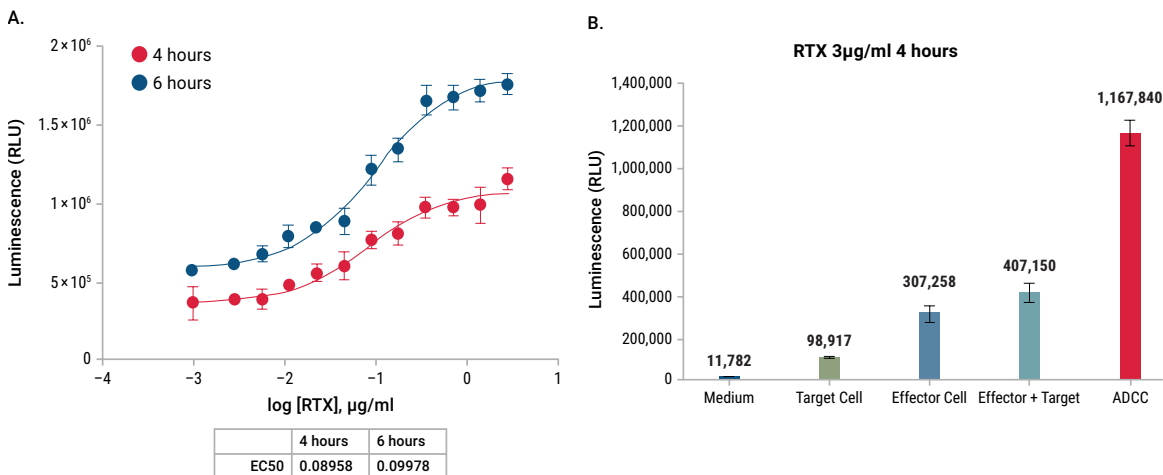 A.
2 × 10⁶
1.5 × 10⁶
1 × 10⁶
5 × 10⁵
0
Luminescence (RLU)
4 hours
6 hours
−4
−3
−2
−1
0
1
log [RTX], µg/ml
4 hours 6 hours
EC50 0.08958 0.09978
B.
RTX 3µg/ml 4 hours
1,400,000
1,200,000
1,000,000
800,000
600,000
400,000
200,000
0
Luminescence (RLU)
11,782
98,917
307,258
407,150
1,167,840
Medium
Target Cell
Effector Cell
Effector + Target
ADCC